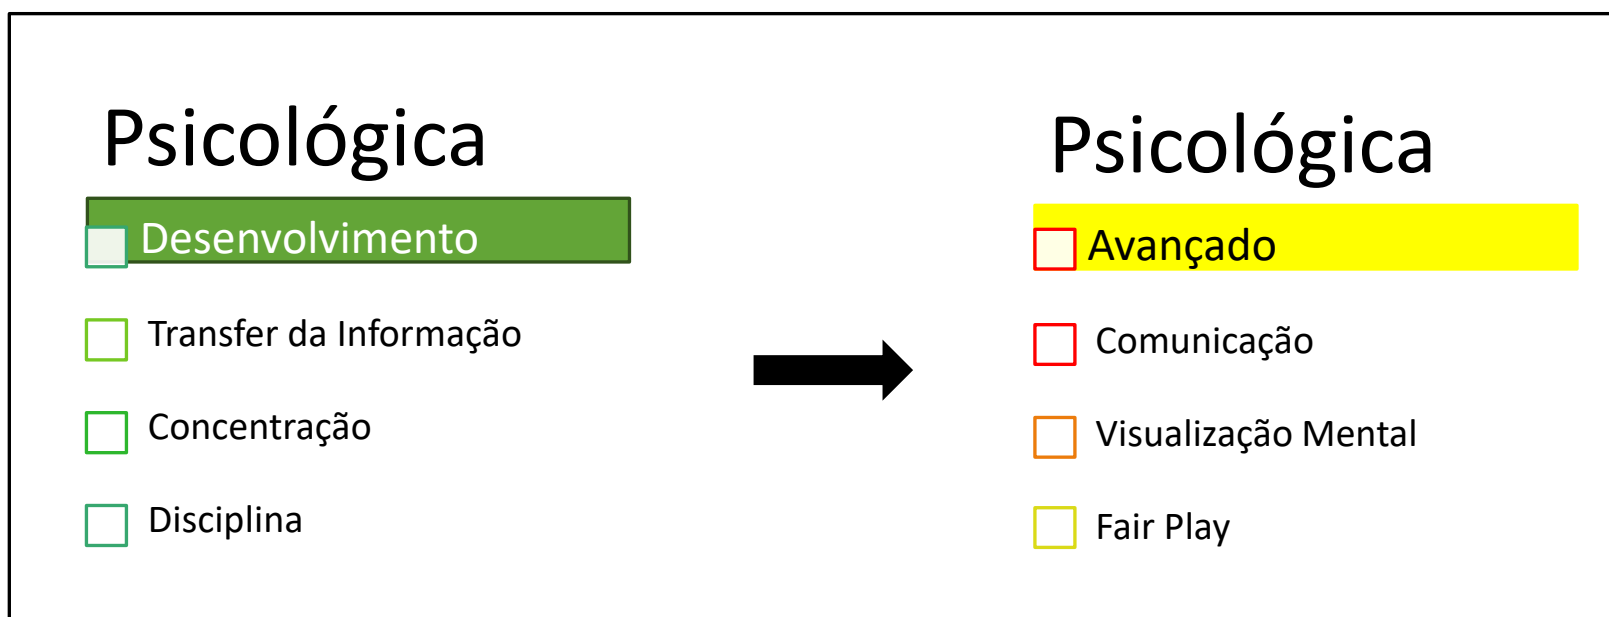 Psicológica
Desenvolvimento
Transfer da Informação
Concentração
Disciplina
Psicológica
Avançado
Comunicação
Visualização Mental
Fair Play